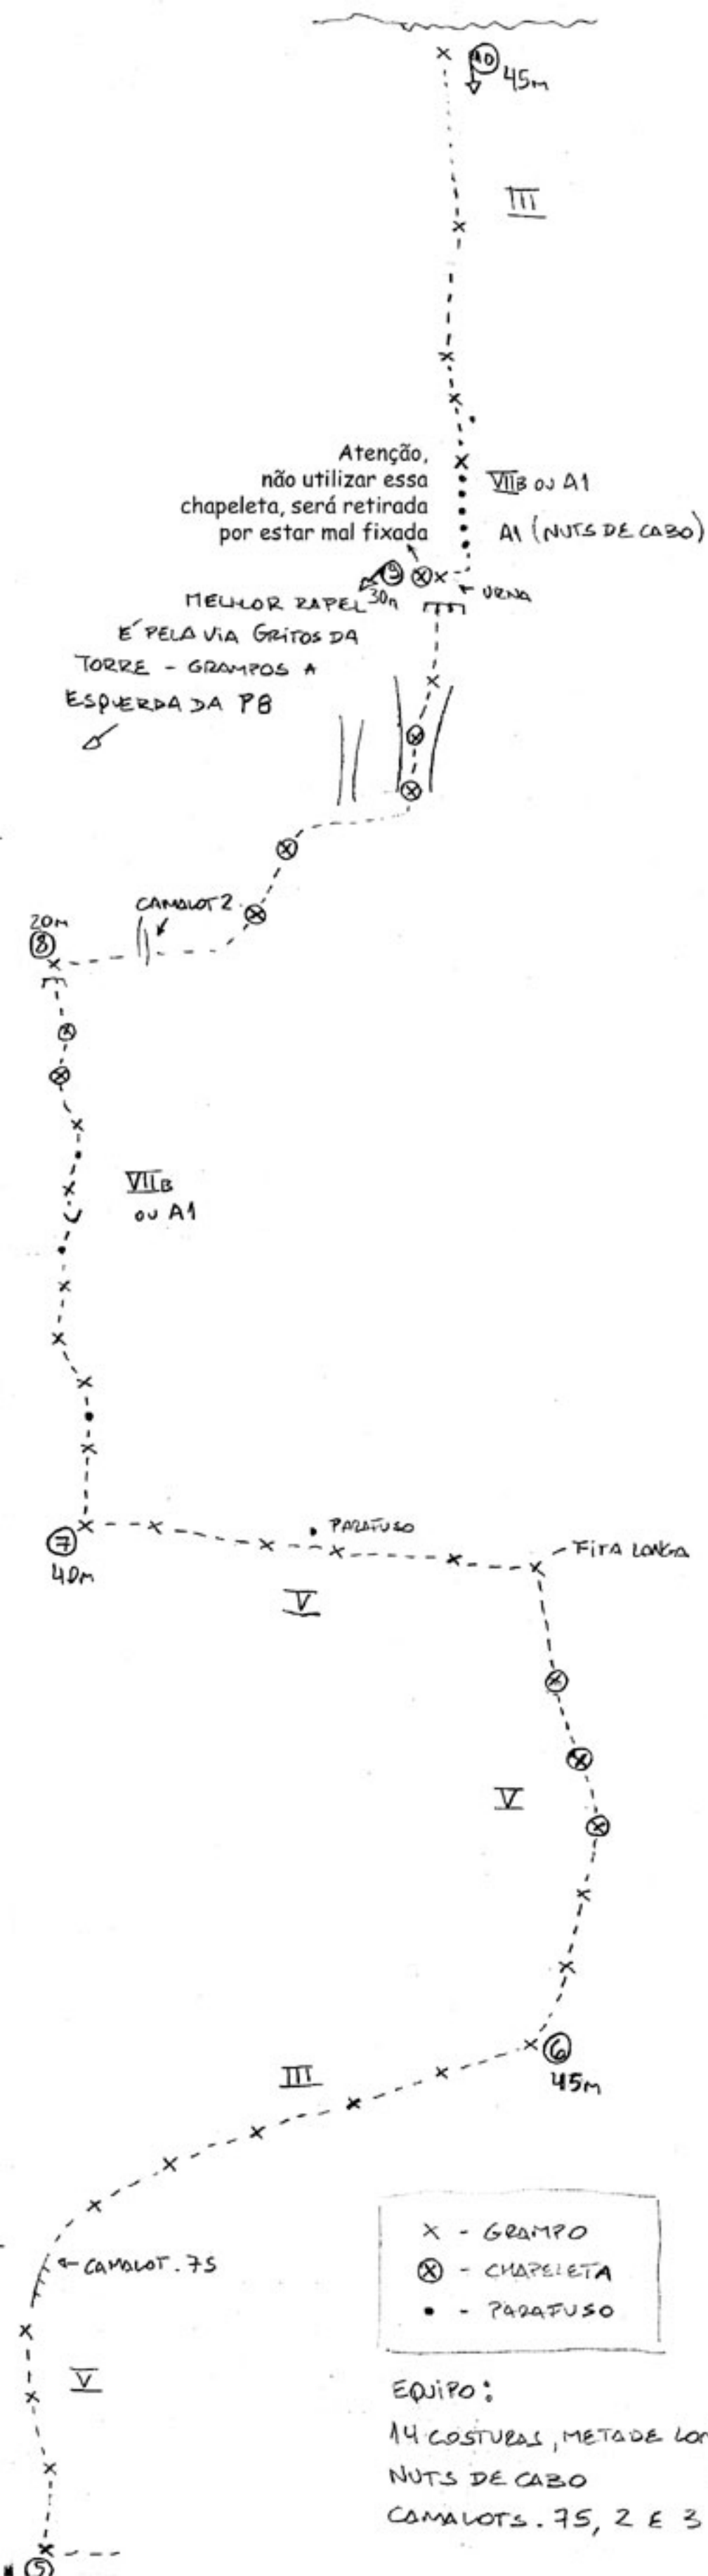 10
45m
III
Atenção,
não utilizar essa
chapeleta, será retirada
por estar mal fixada
VIIB OU A1
A1 (NUTS DE CABO)
9
30m
URNA
MELHOR RAPEL
É PELA VIA GRITOS DA
TORRE - GRAMPOS A
ESQUERDA DA P8
CAMALOT 2
20M
8
VIIB
OU A1
PARAFUSO
FITA LONGA
7
40m
V
V
6
45m
III
CAMALOT .75
V
X - GRAMPO
ⓧ - CHAPELETA
• - PARAFUSO
EQUIPO:
14 COSTURAS, METADE LON
NUTS DE CABO
CAMALOTS .75, 2 E 3
5